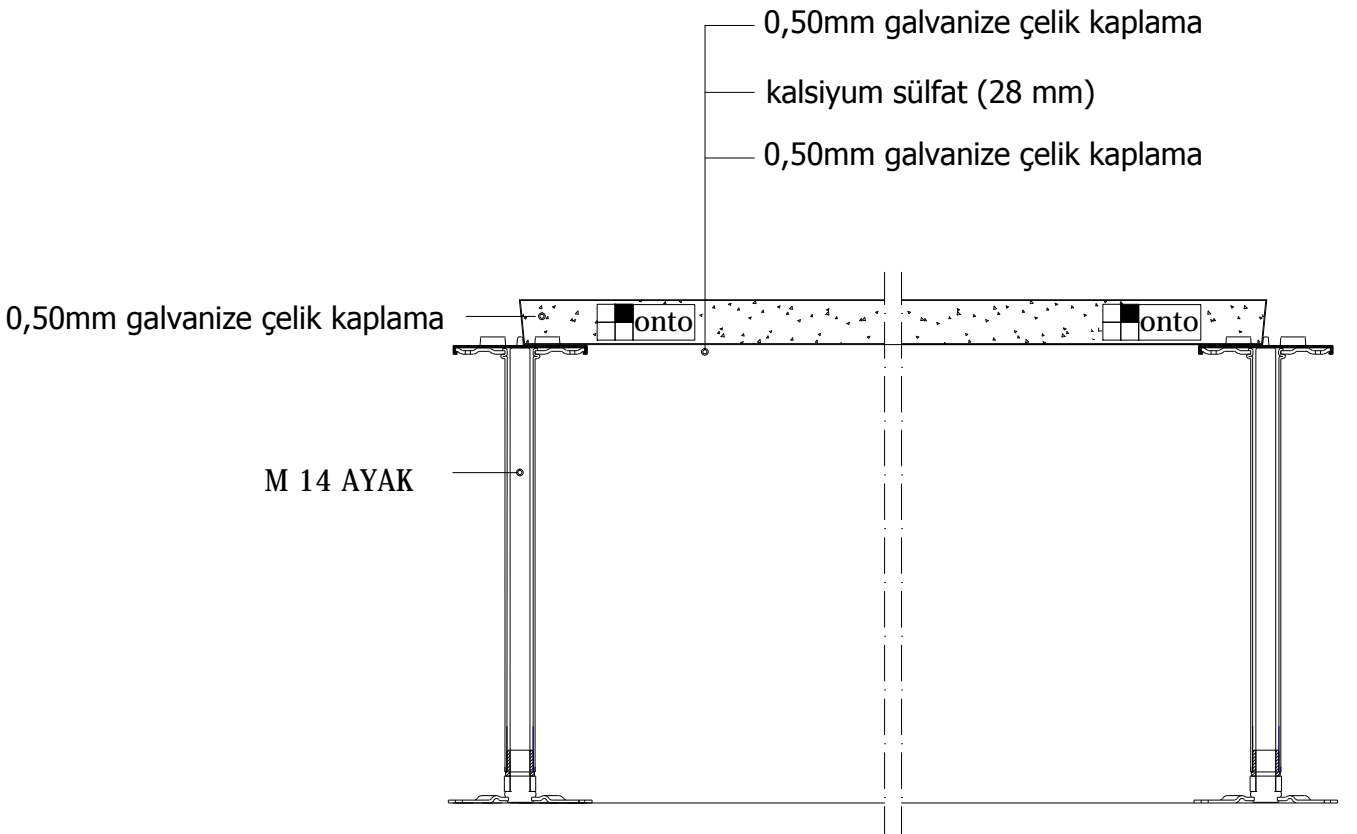 0,50mm galvanize çelik kaplama
kalsiyum sülfat (28 mm)
0,50mm galvanize çelik kaplama
0,50mm galvanize çelik kaplama
onto
onto
M 14 AYAK